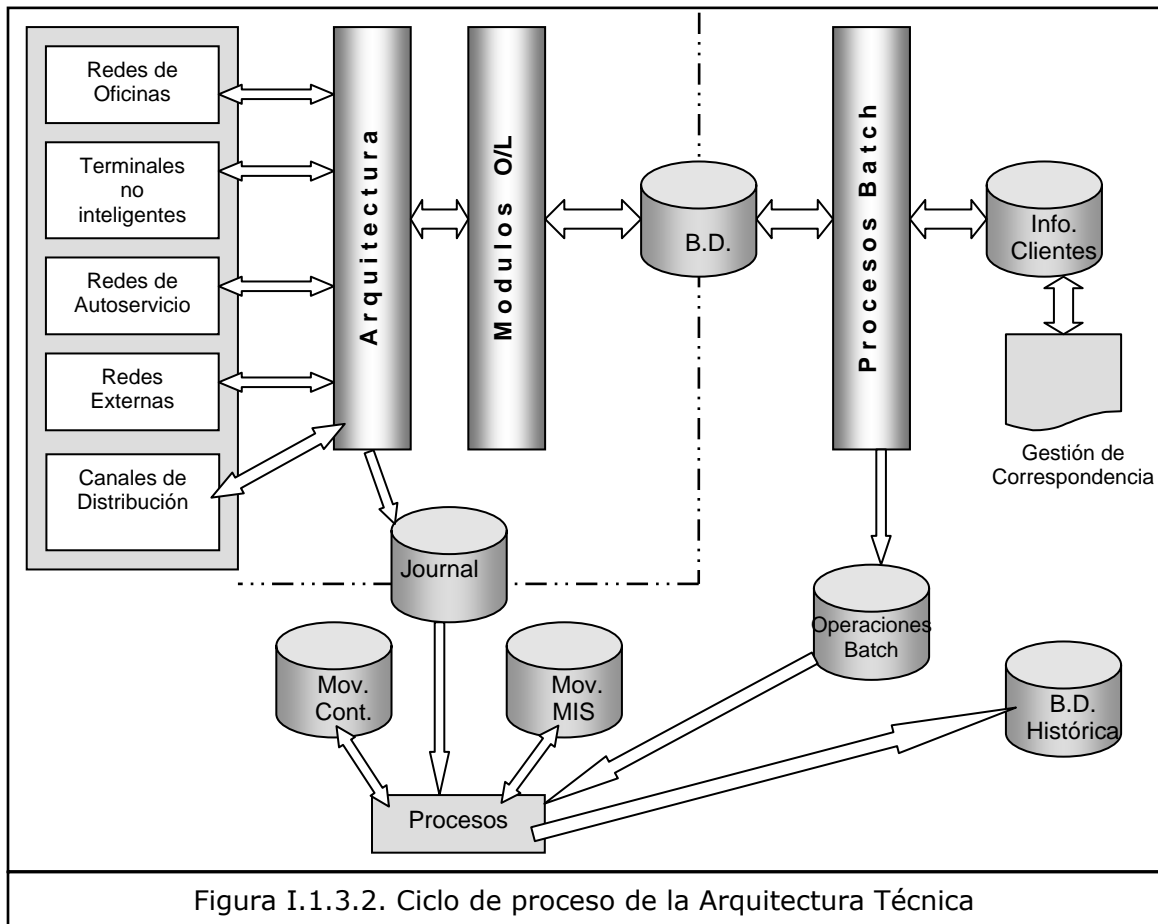 Redes de
Oficinas
Terminales
no
inteligentes
Redes de
Autoservicio
Redes
Externas
Canales de
Distribución
Arquitectura
Modulos O/L
B.D.
Procesos Batch
Info.
Clientes
Gestión de
Correspondencia
Journal
Operaciones
Batch
Mov.
Cont.
Mov.
MIS
B.D.
Histórica
Procesos
Figura I.1.3.2. Ciclo de proceso de la Arquitectura Técnica